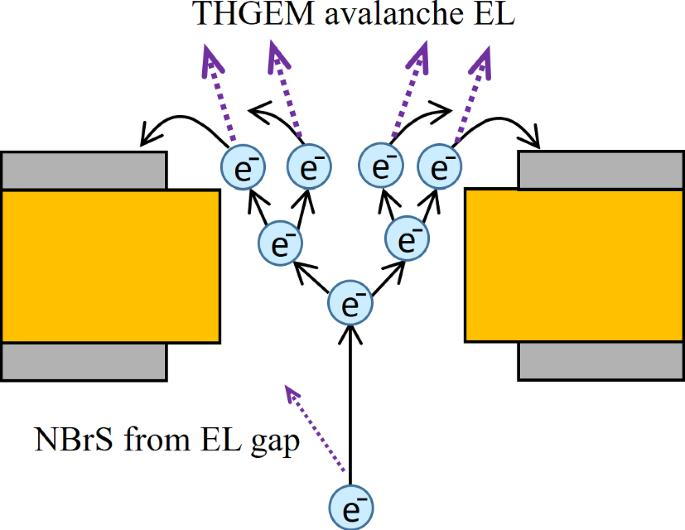 THGEM avalanche EL
e⁻ e⁻ e⁻ e⁻
e⁻ e⁻
e⁻
NBrS from EL gap
e⁻